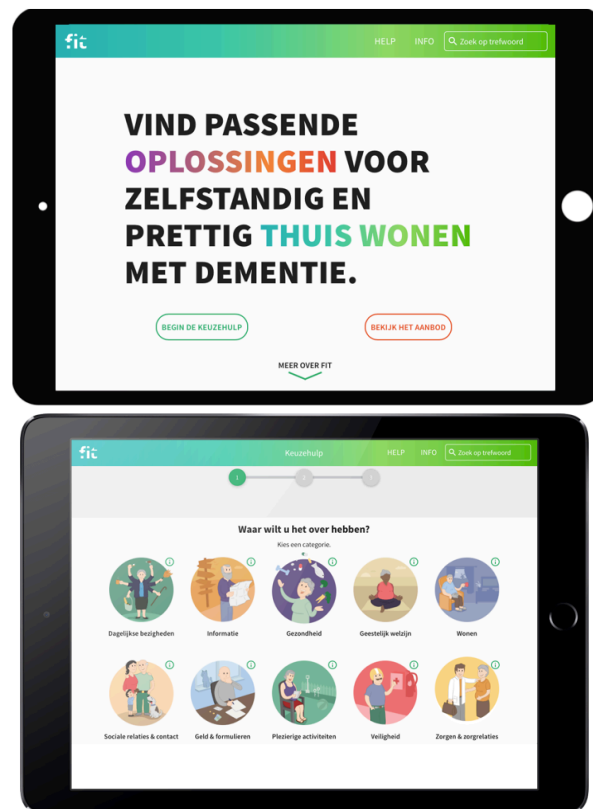 fit HELP INFO Zoek op trefwoord
VIND PASSENDE
OPLOSSINGEN VOOR
ZELFSTANDIG EN
PRETTIG THUIS WONEN
MET DEMENTIE.
BEGIN DE KEUZEHULP BEKIJK HET AANBOD
MEER OVER FIT
fit Keuzehulp HELP INFO Zoek op trefwoord
1 2 3
Waar wilt u het over hebben?
Kies een categorie.
Dagelijkse bezigheden Informatie Gezondheid Geestelijk welzijn Wonen
Sociale relaties & contact Geld & formulieren Plezierige activiteiten Veiligheid Zorgen & zorgrelaties